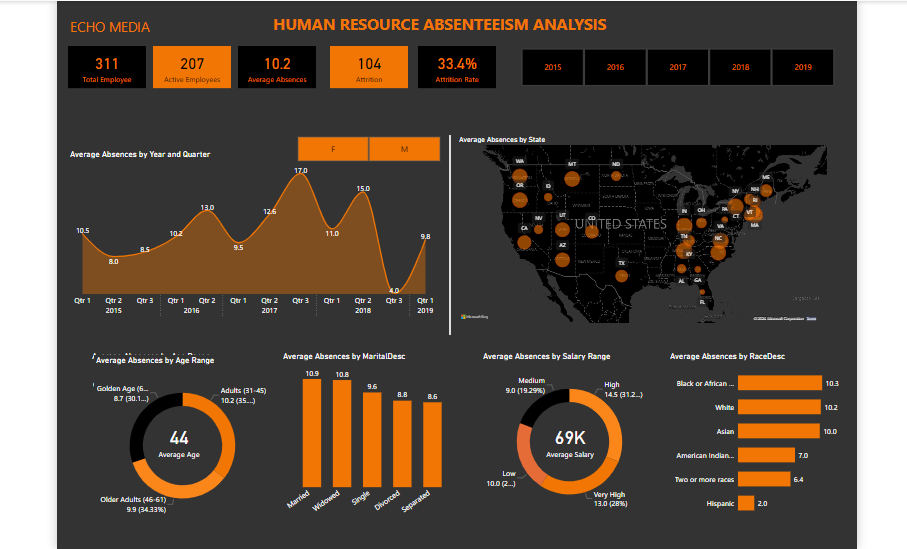 ECHO MEDIA
HUMAN RESOURCE ABSENTEEISM ANALYSIS
311
Total Employee
207
Active Employees
10.2
Average Absences
104
Attrition
33.4%
Attrition Rate
2015
2016
2017
2018
2019
Average Absences by Year and Quarter
F
M
10.5
8.0
8.5
10.2
13.0
9.5
12.6
17.0
11.0
15.0
4.0
9.8
Qtr 1 Qtr 2 Qtr 3 Qtr 1 Qtr 2 Qtr 1 Qtr 2 Qtr 3 Qtr 1 Qtr 2 Qtr 3 Qtr 1
2015 2016 2017 2018 2019
Average Absences by State
WA
MT
ND
OR
ID
ME
NY
NH
RI
NV
UT
CO
IN
OH
PA
CT
VT
MA
CA
VA
UNITED STATES
AZ
TN
NC
KY
TX
AL
GA
FL
Microsoft Bing
Microsoft Corporation Terms
Average Absences by Age Range
Golden Age (6...
8.7 (30.1...)
Adults (31-45)
10.2 (35....)
44
Average Age
Older Adults (46-61)
9.9 (34.33%)
Average Absences by MaritalDesc
10.9
10.8
9.6
8.8
8.6
Married
Widowed
Single
Divorced
Separated
Average Absences by Salary Range
Medium
9.0 (19.29%)
High
14.5 (31.2...)
69K
Average Salary
Low
10.0 (2...)
Very High
13.0 (28%)
Average Absences by RaceDesc
Black or African ... 10.3
White 10.2
Asian 10.0
American Indian... 7.0
Two or more races 6.4
Hispanic 2.0